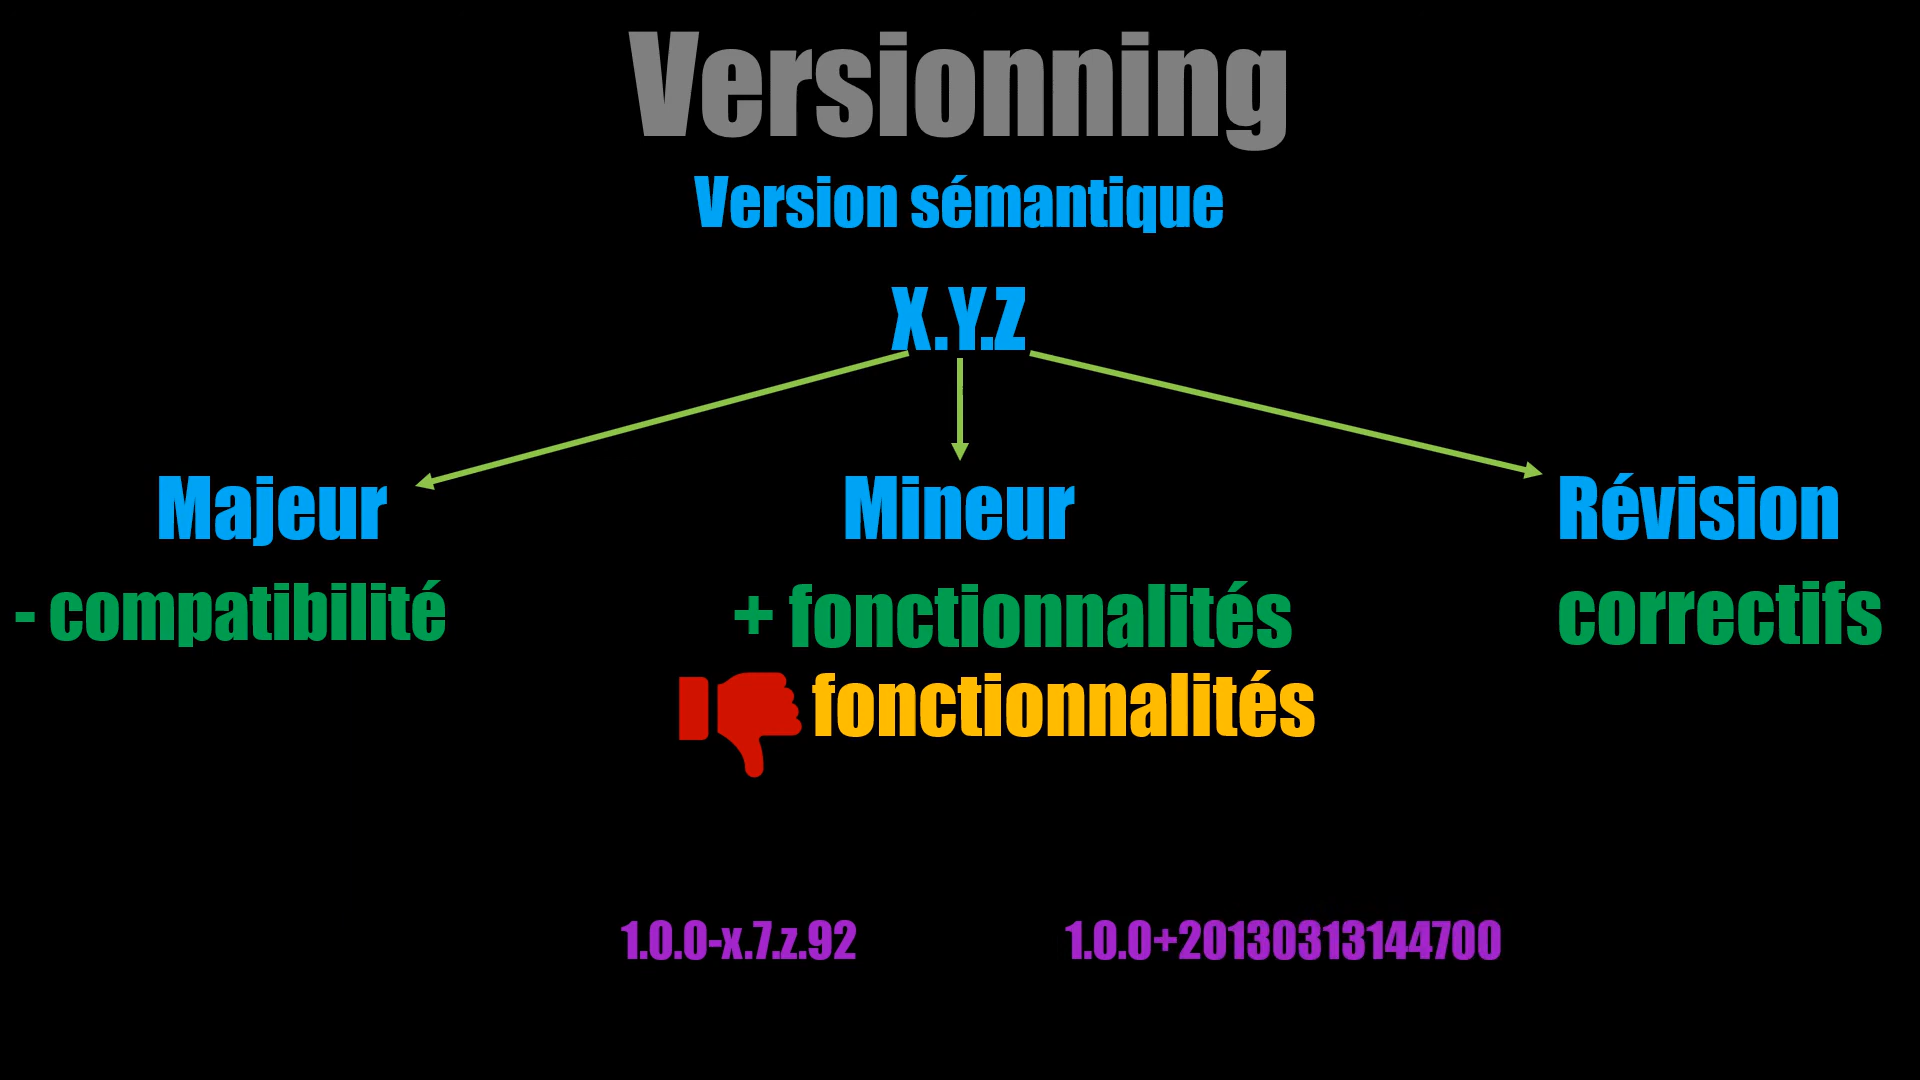 Versionning
Version sémantique
X.Y.Z
Majeur
Mineur
Révision
- compatibilité
+ fonctionnalités
correctifs
fonctionnalités
1.0.0-x.7.z.92
1.0.0+20130313144700